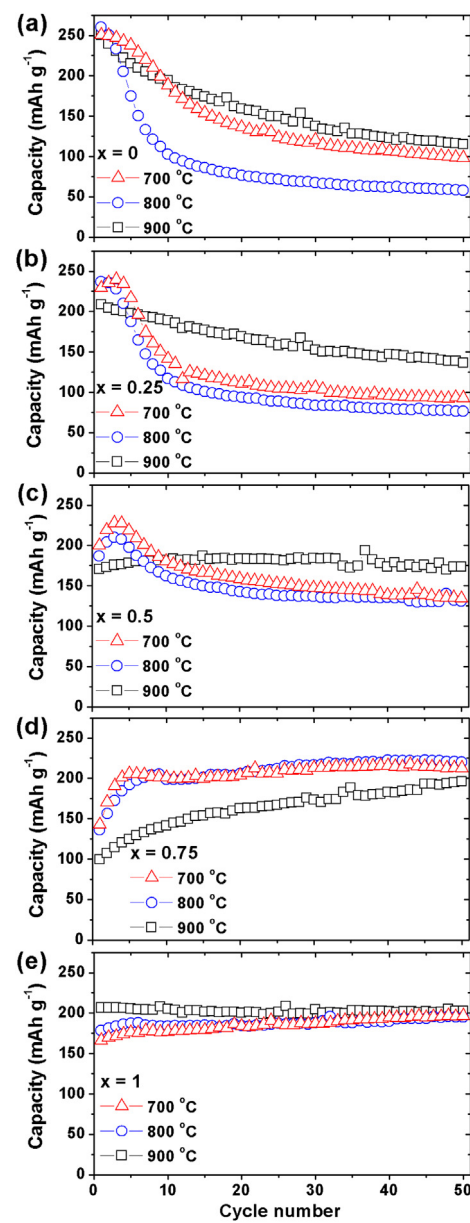 (a)
Capacity (mAh g⁻¹)
250
200
150
100
50
0
x = 0
700 °C
800 °C
900 °C
(b)
Capacity (mAh g⁻¹)
250
200
150
100
50
0
x = 0.25
700 °C
800 °C
900 °C
(c)
Capacity (mAh g⁻¹)
250
200
150
100
50
0
x = 0.5
700 °C
800 °C
900 °C
(d)
Capacity (mAh g⁻¹)
250
200
150
100
50
0
x = 0.75
700 °C
800 °C
900 °C
(e)
Capacity (mAh g⁻¹)
250
200
150
100
50
0
x = 1
700 °C
800 °C
900 °C
0 10 20 30 40 50
Cycle number